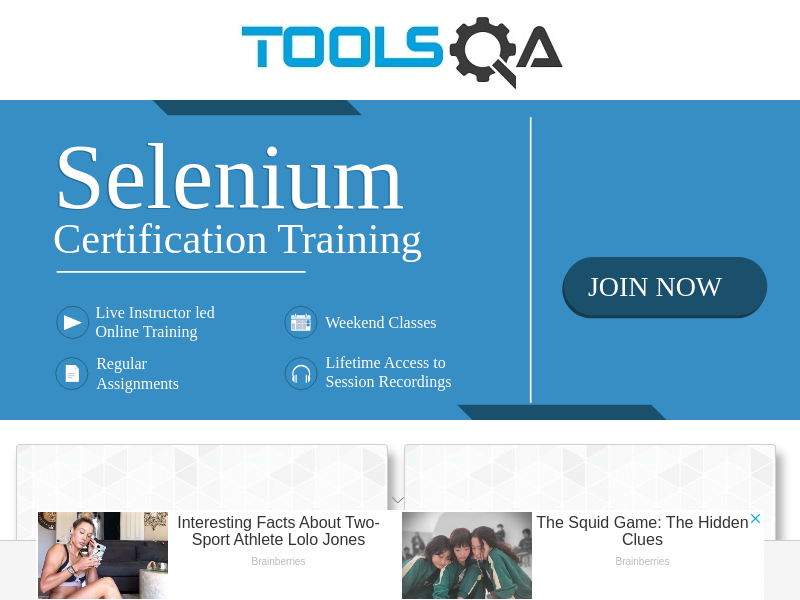 TOOLSQA
Selenium
Certification Training
JOIN NOW
Live Instructor led
Online Training
Weekend Classes
Regular
Assignments
Lifetime Access to
Session Recordings
Interesting Facts About Two-
Sport Athlete Lolo Jones
Brainberries
The Squid Game: The Hidden
Clues
Brainberries